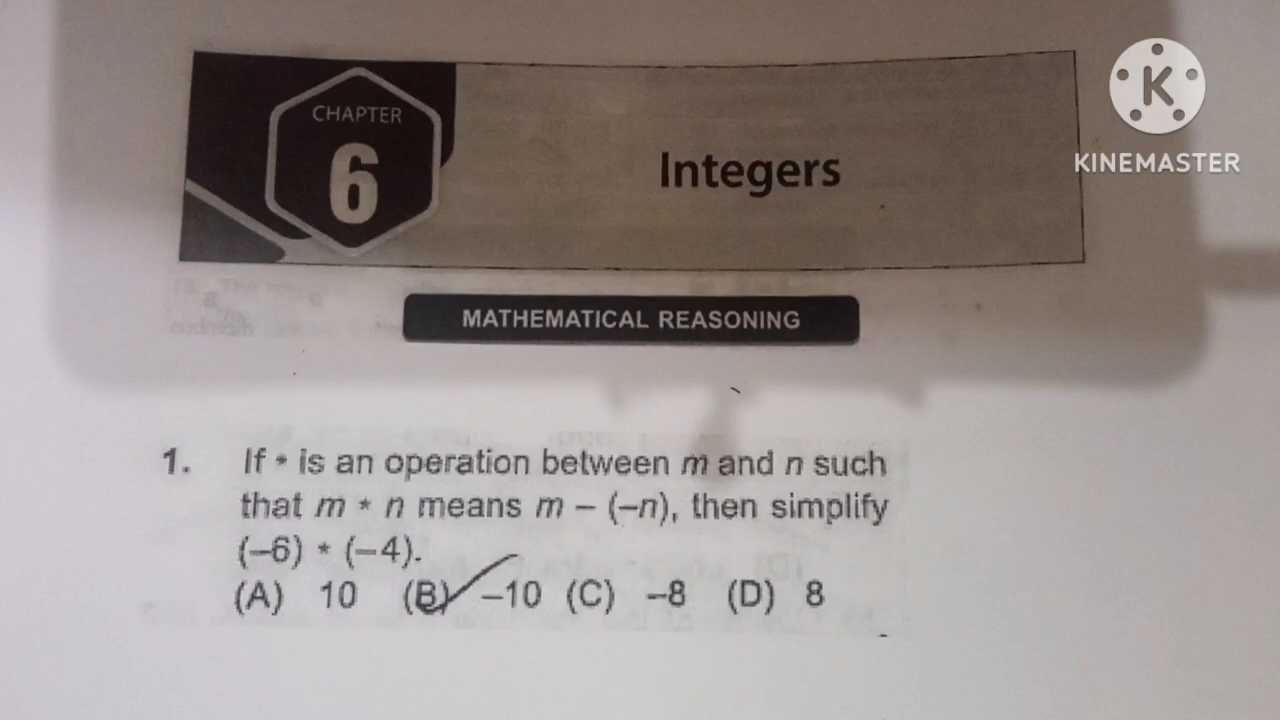 CHAPTER
6
Integers
K
KINEMASTER
MATHEMATICAL REASONING
1. If * is an operation between m and n such
that m * n means m – (–n), then simplify
(–6) * (–4).
(A) 10 (B) –10 (C) –8 (D) 8